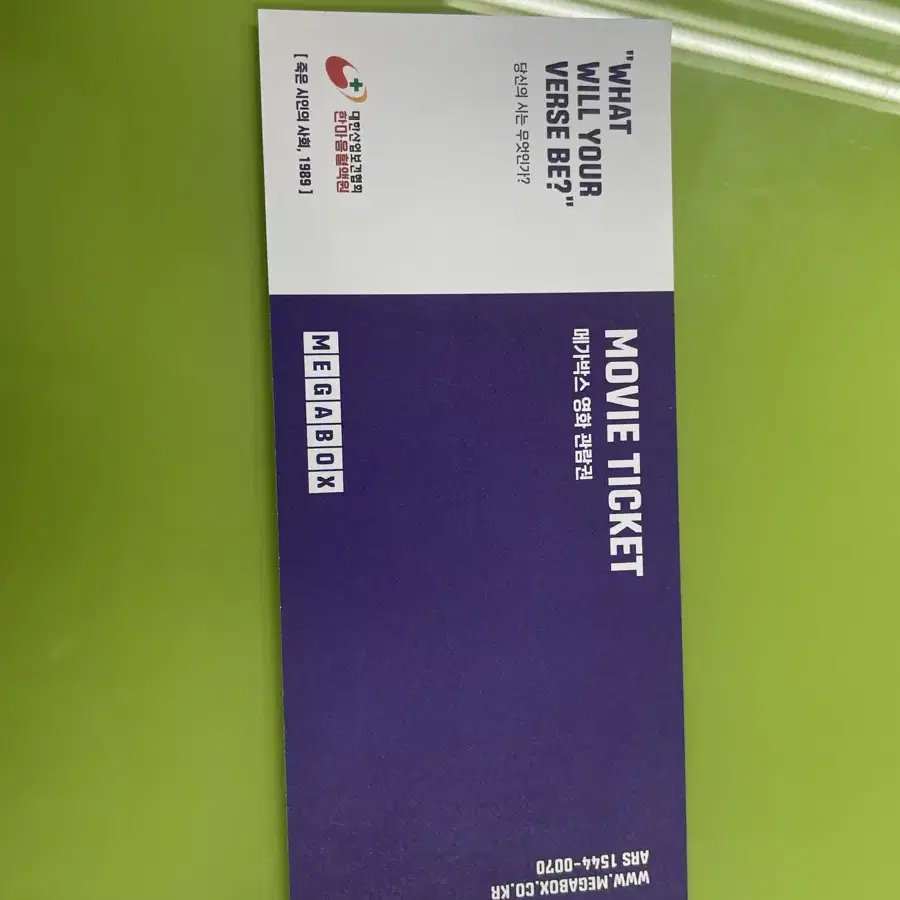 "WHAT
WILL YOUR
VERSE BE?"
당신의 시는 무엇인가?
대한산업보건협회
한마음혈액원
[ 죽은 시인의 사회, 1989 ]
MOVIE TICKET
메가박스 영화 관람권
MEGABOX
ARS 1544-0070
WWW.MEGABOX.CO.KR